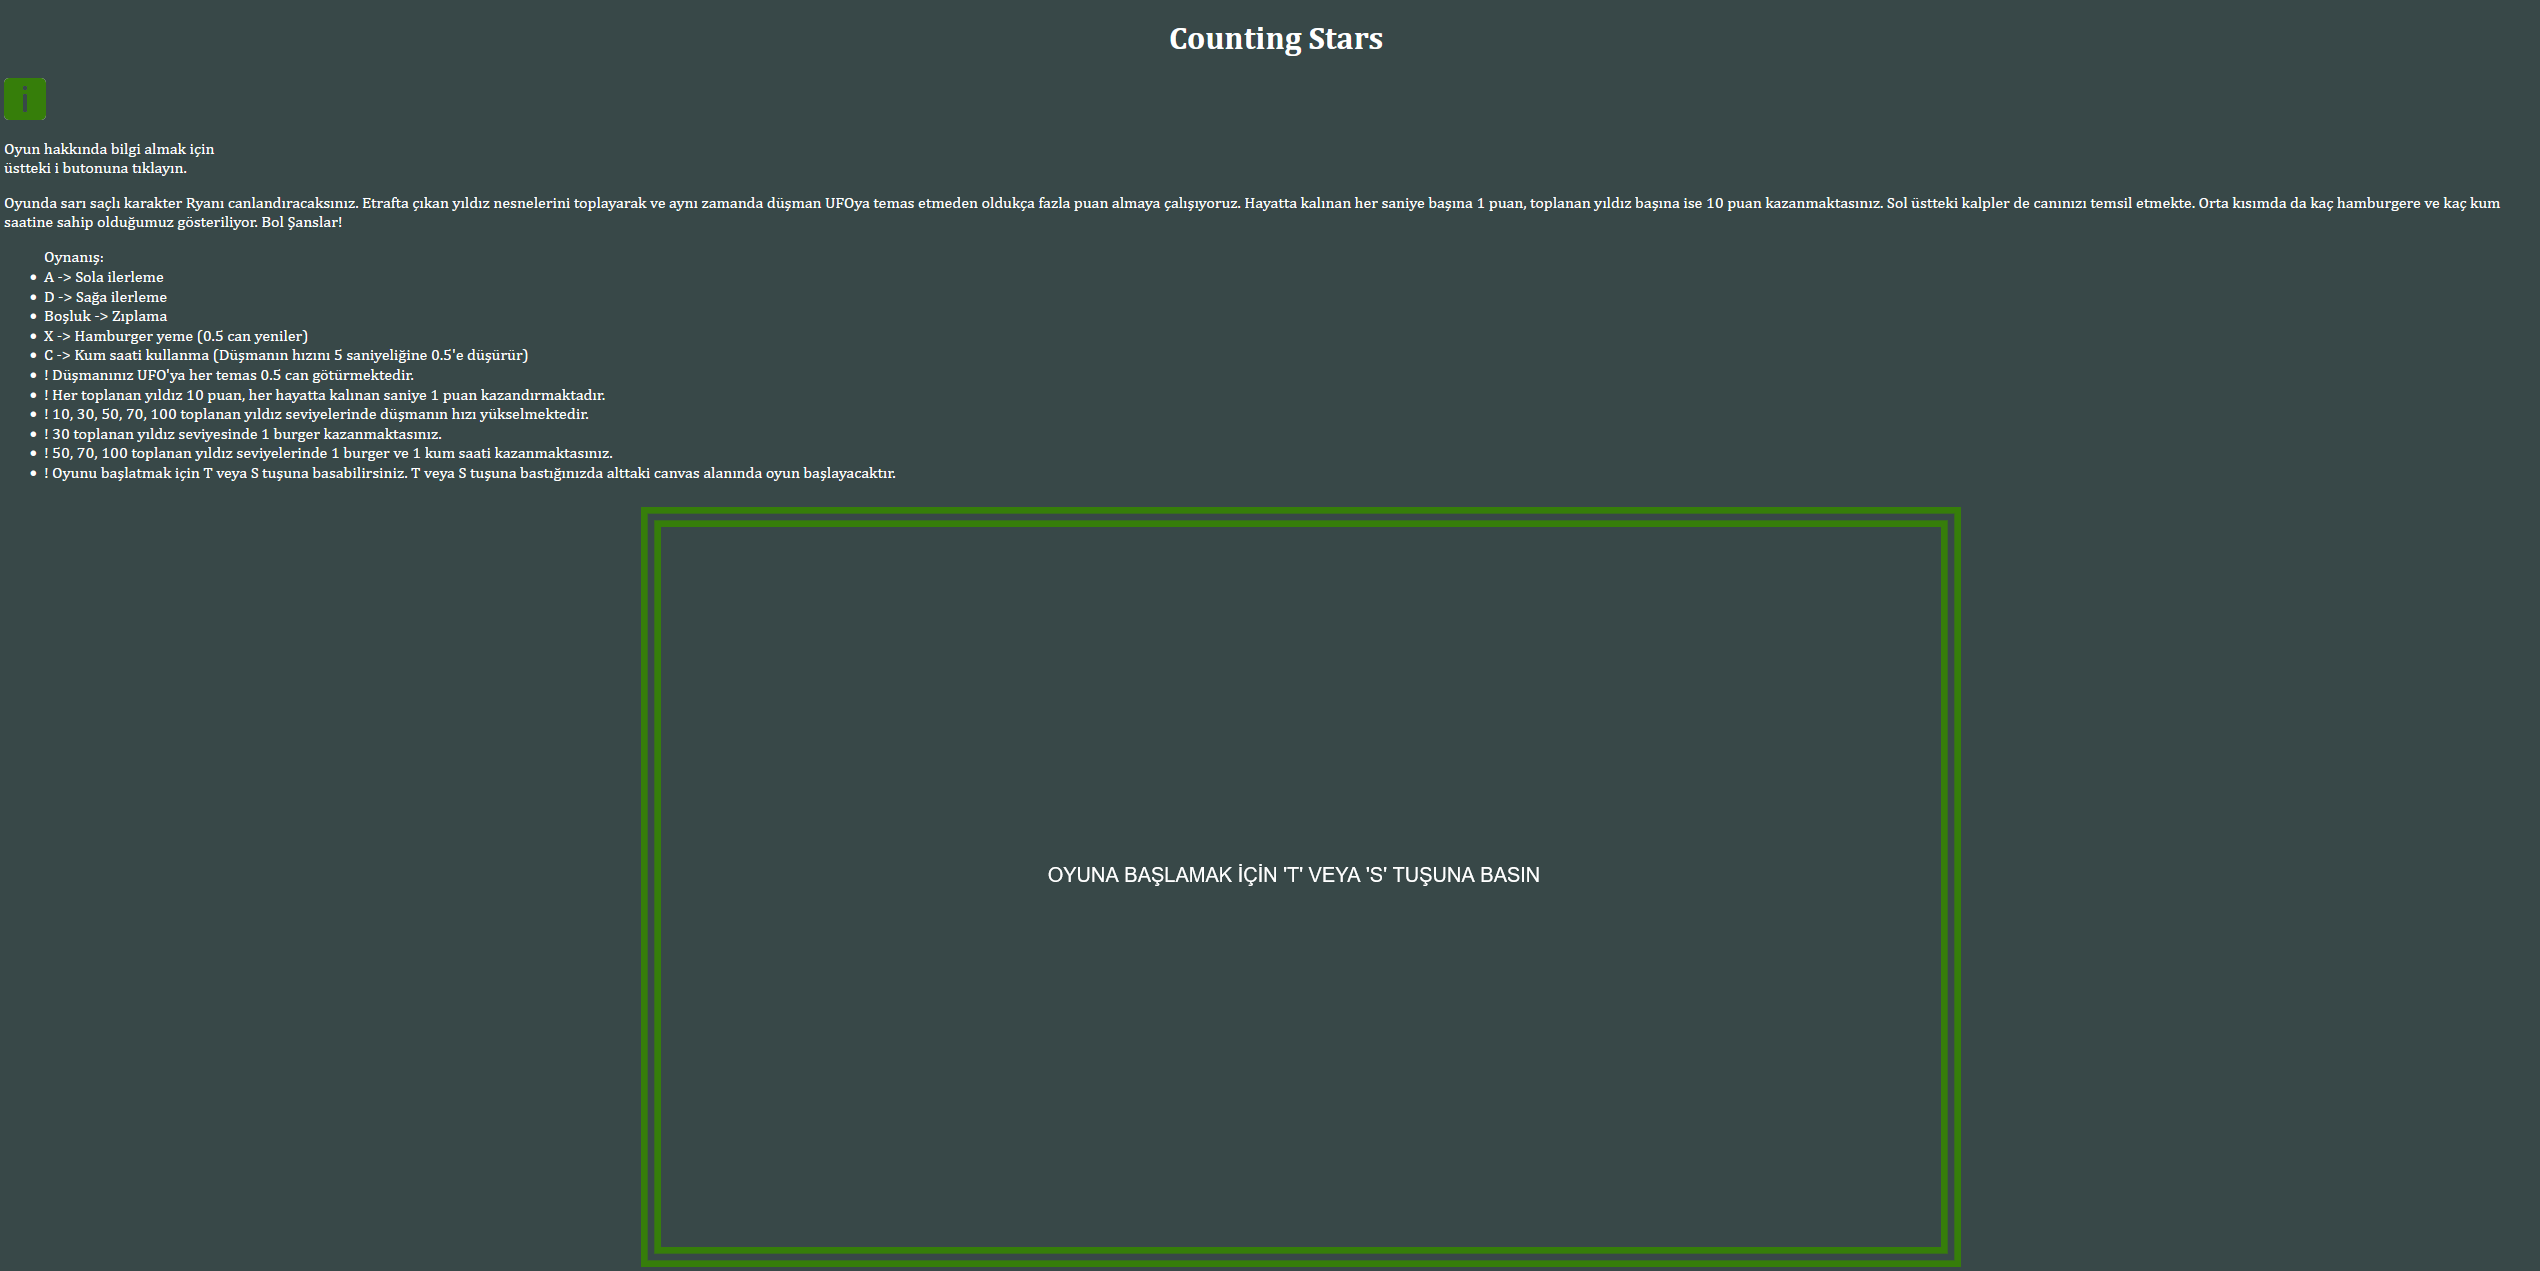 Counting Stars
i
Oyun hakkında bilgi almak için
üstteki i butonuna tıklayın.
Oyunda sarı saçlı karakter Ryanı canlandıracaksınız. Etrafta çıkan yıldız nesnelerini toplayarak ve aynı zamanda düşman UFOya temas etmeden oldukça fazla puan almaya çalışıyoruz. Hayatta kalınan her saniye başına 1 puan, toplanan yıldız başına ise 10 puan kazanmaktasınız. Sol üstteki kalpler de canınızı temsil etmekte. Orta kısımda da kaç hamburgere ve kaç kum
saatine sahip olduğumuz gösteriliyor. Bol Şanslar!
Oynanış:
• A -> Sola ilerleme
• D -> Sağa ilerleme
• Boşluk -> Zıplama
• X -> Hamburger yeme (0.5 can yeniler)
• C -> Kum saati kullanma (Düşmanın hızını 5 saniyeliğine 0.5'e düşürür)
• ! Düşmanınız UFO'ya her temas 0.5 can götürmektedir.
• ! Her toplanan yıldız 10 puan, her hayatta kalınan saniye 1 puan kazandırmaktadır.
• ! 10, 30, 50, 70, 100 toplanan yıldız seviyelerinde düşmanın hızı yükselmektedir.
• ! 30 toplanan yıldız seviyesinde 1 burger kazanmaktasınız.
• ! 50, 70, 100 toplanan yıldız seviyelerinde 1 burger ve 1 kum saati kazanmaktasınız.
• ! Oyunu başlatmak için T veya S tuşuna basabilirsiniz. T veya S tuşuna bastığınızda alttaki canvas alanında oyun başlayacaktır.
OYUNA BAŞLAMAK İÇİN 'T' VEYA 'S' TUŞUNA BASIN